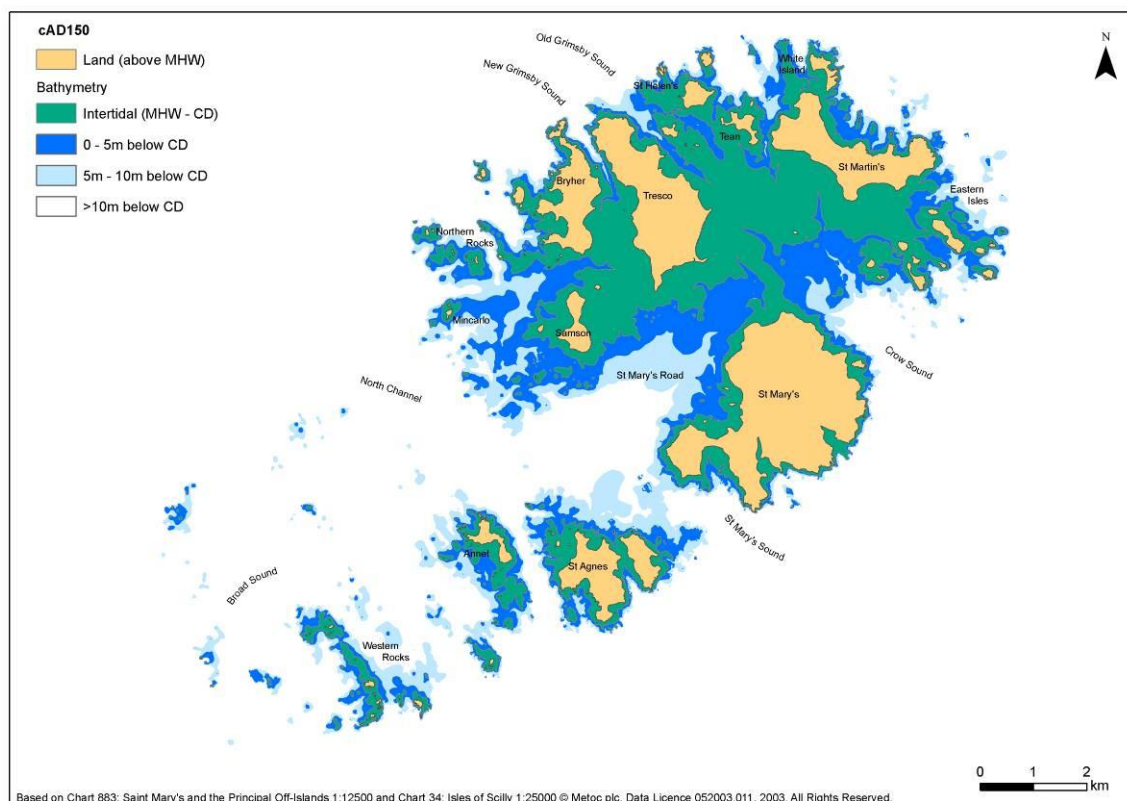 cAD150
Land (above MHW)
Bathymetry
Intertidal (MHW - CD)
0 - 5m below CD
5m - 10m below CD
>10m below CD
N
Old Grimsby Sound
New Grimsby Sound
White
Island
St Helen's
Tean
St Martin's
Bryher
Tresco
Eastern
Isles
Northern
Rocks
Mincarlo
Samson
St Mary's Road
Crow Sound
North Channel
St Mary's
St Mary's Sound
Annet
St Agnes
Broad Sound
Western
Rocks
0 1 2
km
Based on Chart 883: Saint Mary's and the Principal Off-Islands 1:12500 and Chart 34: Isles of Scilly 1:25000 © Metoc plc. Data Licence 052003.011, 2003. All Rights Reserved.